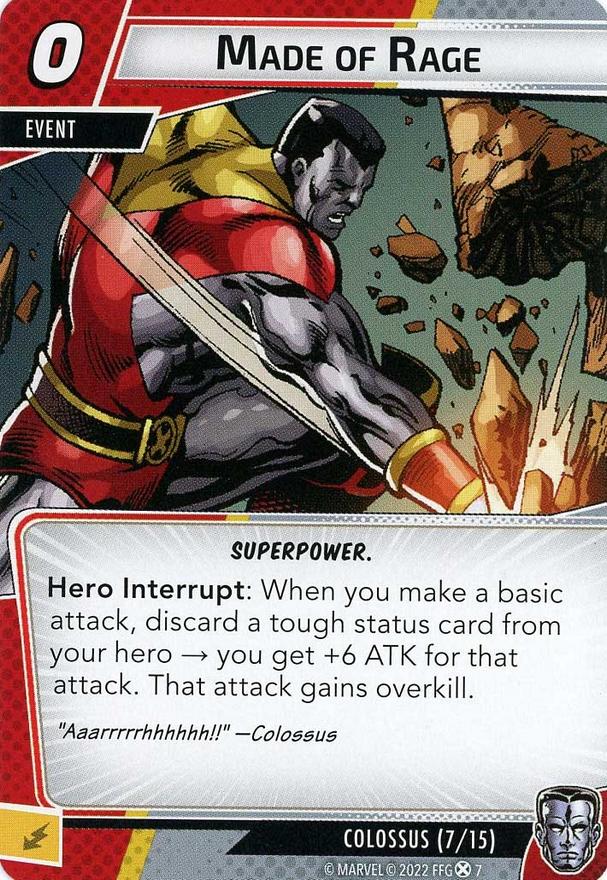 0
MADE OF RAGE
EVENT
SUPERPOWER.
Hero Interrupt: When you make a basic
attack, discard a tough status card from
your hero → you get +6 ATK for that
attack. That attack gains overkill.
"Aaarrrrrhhhhhh!!" —Colossus
COLOSSUS (7/15)
© MARVEL © 2022 FFG 7